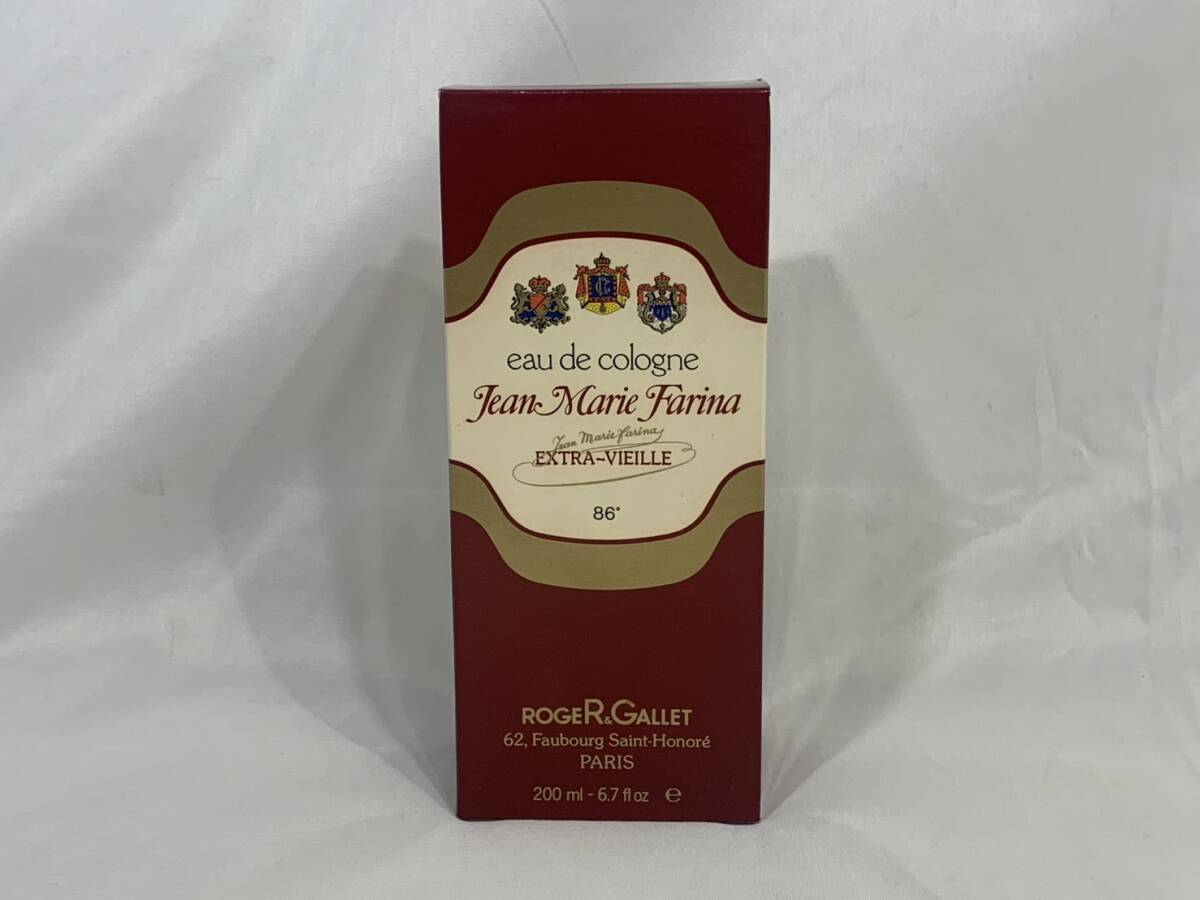 eau de cologne
Jean Marie Farina
Jean Marie Farina
EXTRA-VIEILLE
86°
ROGER & GALLET
62, Faubourg Saint-Honoré
PARIS
200 ml - 6.7 fl oz ℮